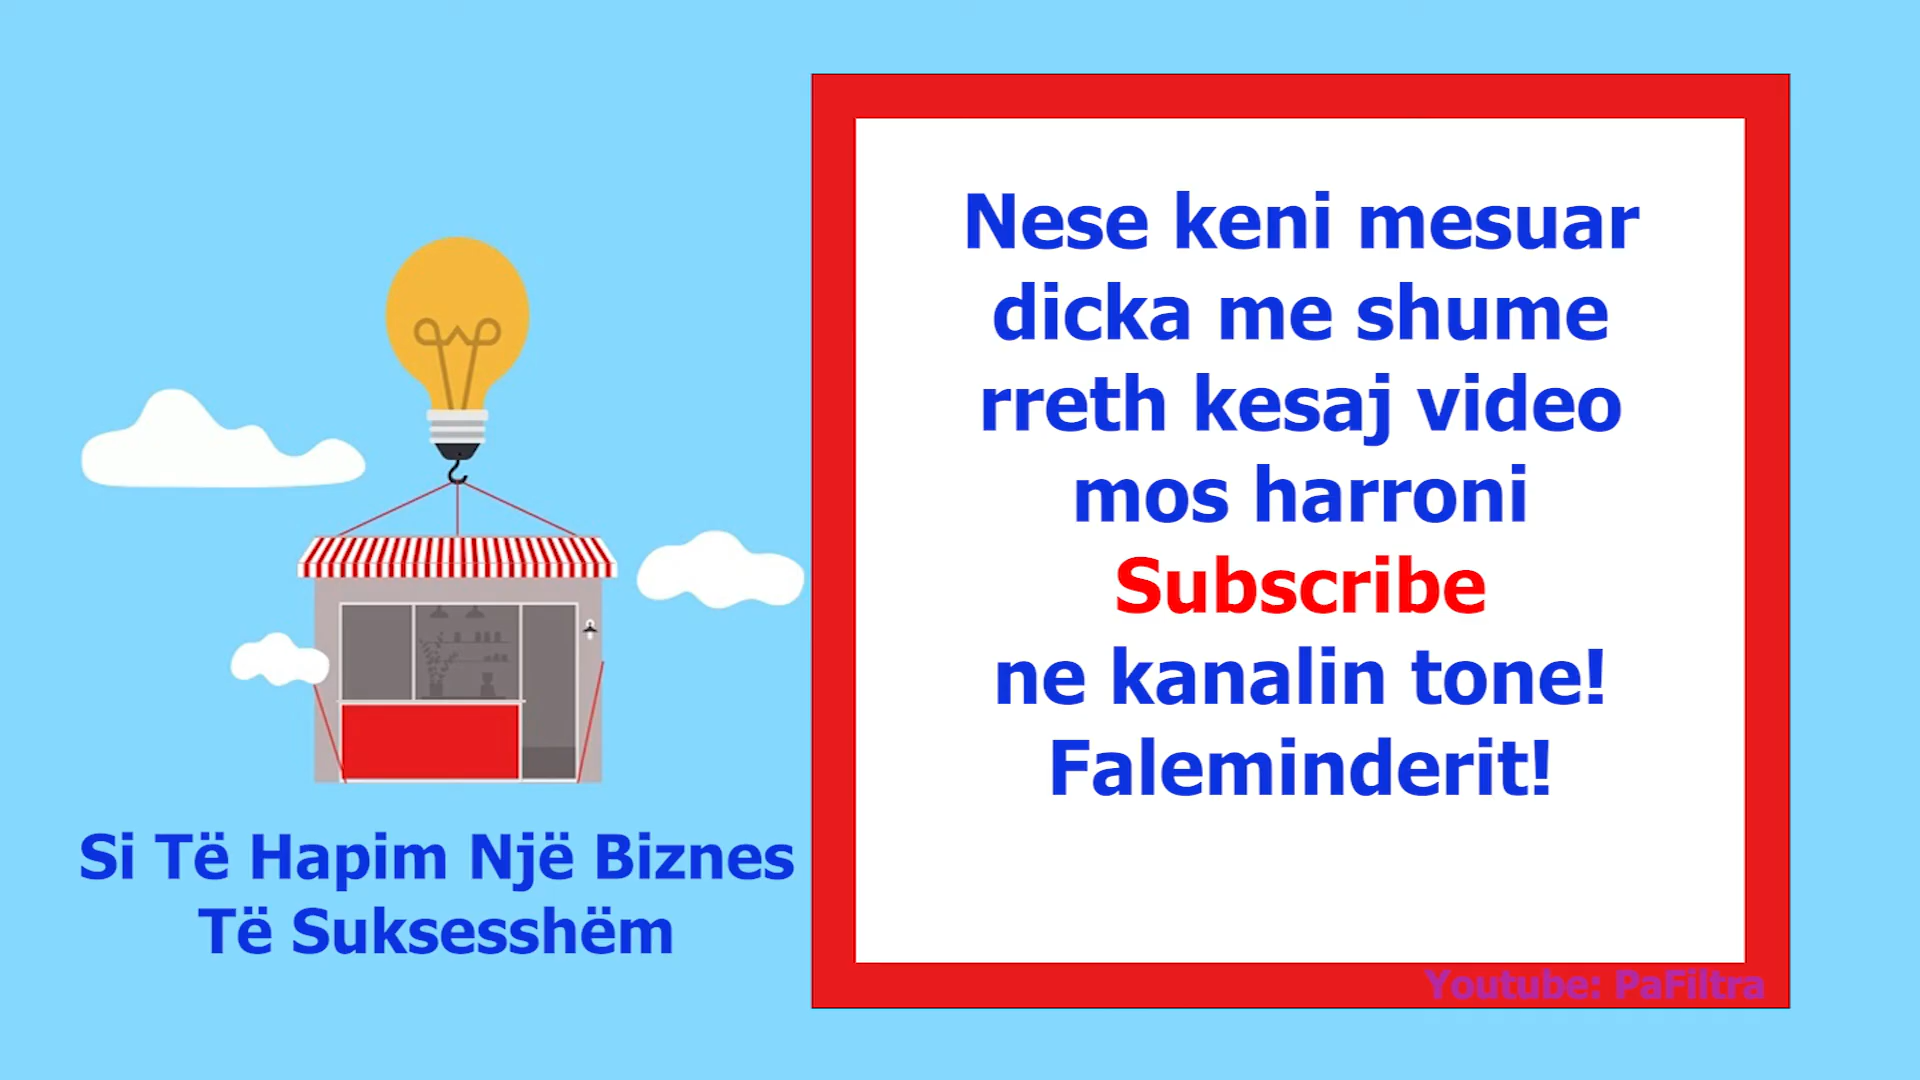 Nese keni mesuar
dicka me shume
rreth kesaj video
mos harroni
Subscribe
ne kanalin tone!
Faleminderit!
Si Të Hapim Një Biznes
Të Suksesshëm
Youtube: PaFiltra